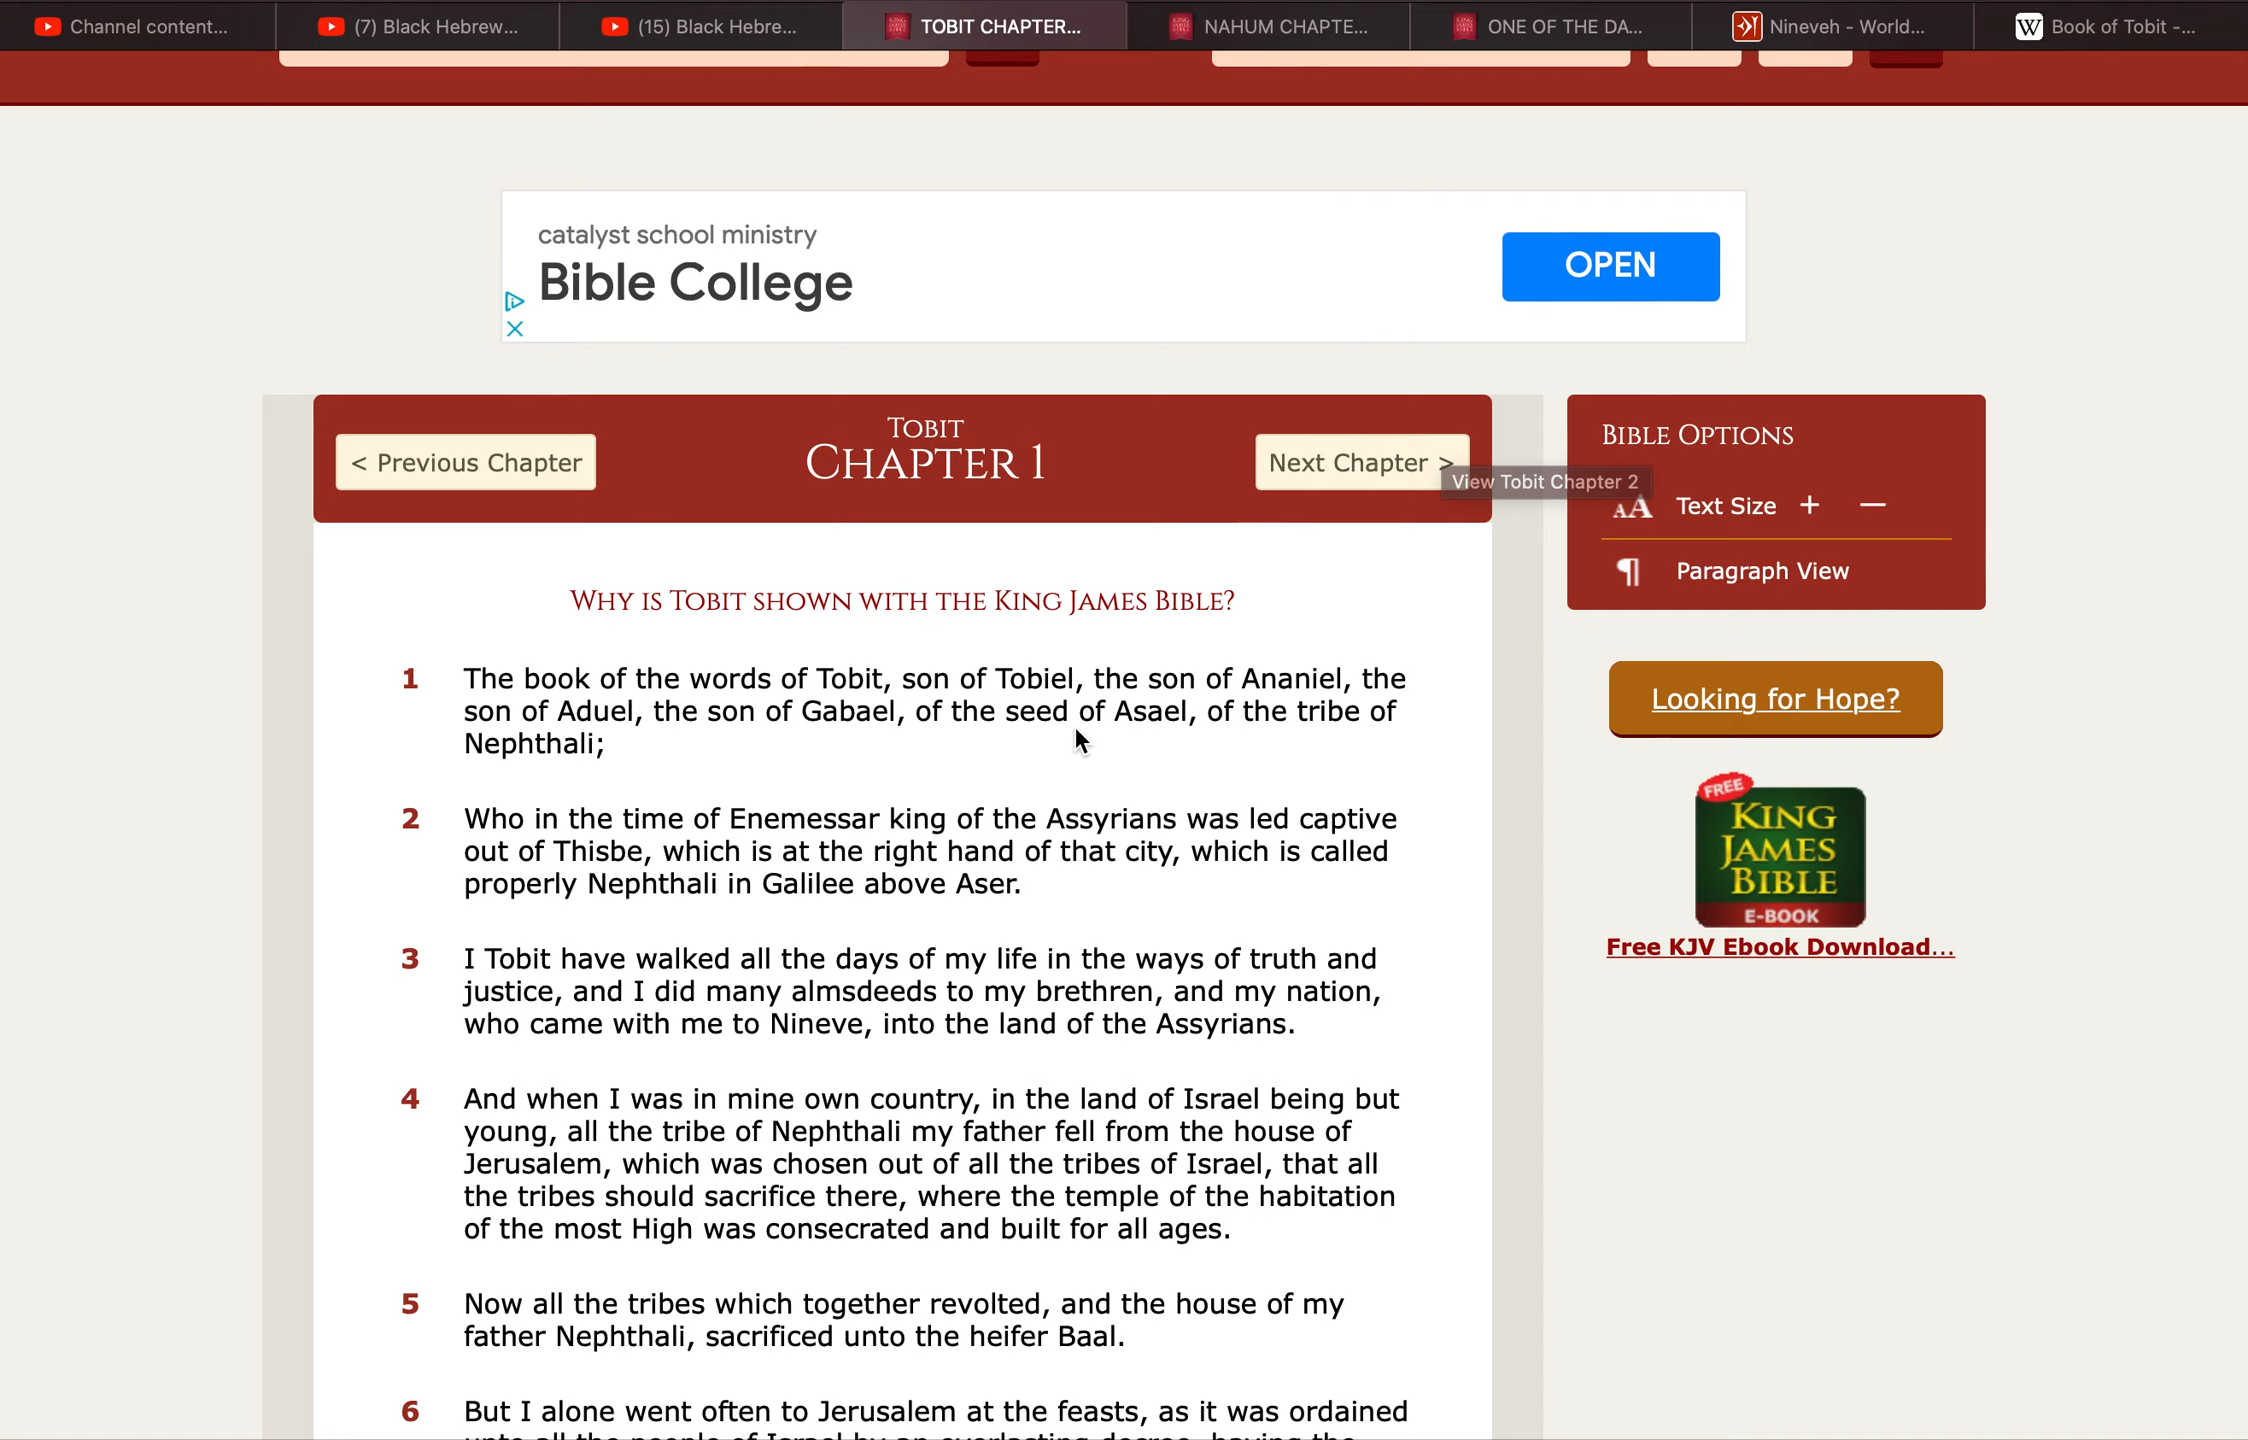 Channel content...
(7) Black Hebrew...
(15) Black Hebre...
TOBIT CHAPTER...
NAHUM CHAPTE...
ONE OF THE DA...
Nineveh - World...
W Book of Tobit -...
catalyst school ministry
Bible College
OPEN
< Previous Chapter
TOBIT
CHAPTER 1
Next Chapter >
View Tobit Chapter 2
WHY IS TOBIT SHOWN WITH THE KING JAMES BIBLE?
1 The book of the words of Tobit, son of Tobiel, the son of Ananiel, the
son of Aduel, the son of Gabael, of the seed of Asael, of the tribe of
Nephthali;
2 Who in the time of Enemessar king of the Assyrians was led captive
out of Thisbe, which is at the right hand of that city, which is called
properly Nephthali in Galilee above Aser.
3 I Tobit have walked all the days of my life in the ways of truth and
justice, and I did many almsdeeds to my brethren, and my nation,
who came with me to Nineve, into the land of the Assyrians.
4 And when I was in mine own country, in the land of Israel being but
young, all the tribe of Nephthali my father fell from the house of
Jerusalem, which was chosen out of all the tribes of Israel, that all
the tribes should sacrifice there, where the temple of the habitation
of the most High was consecrated and built for all ages.
5 Now all the tribes which together revolted, and the house of my
father Nephthali, sacrificed unto the heifer Baal.
6 But I alone went often to Jerusalem at the feasts, as it was ordained
BIBLE OPTIONS
AA Text Size + —
¶ Paragraph View
Looking for Hope?
FREE
KING
JAMES
BIBLE
E-BOOK
Free KJV Ebook Download...